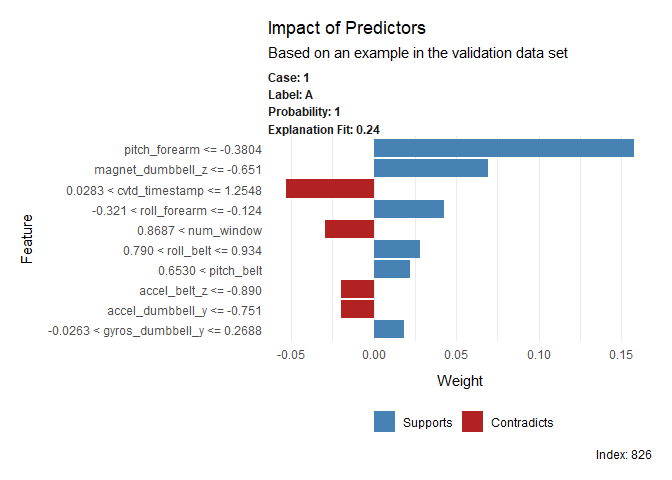 Impact of Predictors
Based on an example in the validation data set
Case: 1
Label: A
Probability: 1
Explanation Fit: 0.24
Feature
pitch_forearm <= -0.3804
magnet_dumbbell_z <= -0.651
0.0283 < cvtd_timestamp <= 1.2548
-0.321 < roll_forearm <= -0.124
0.8687 < num_window
0.790 < roll_belt <= 0.934
0.6530 < pitch_belt
accel_belt_z <= -0.890
accel_dumbbell_y <= -0.751
-0.0263 < gyros_dumbbell_y <= 0.2688
-0.05 0.00 0.05 0.10 0.15
Weight
Supports Contradicts
Index: 826